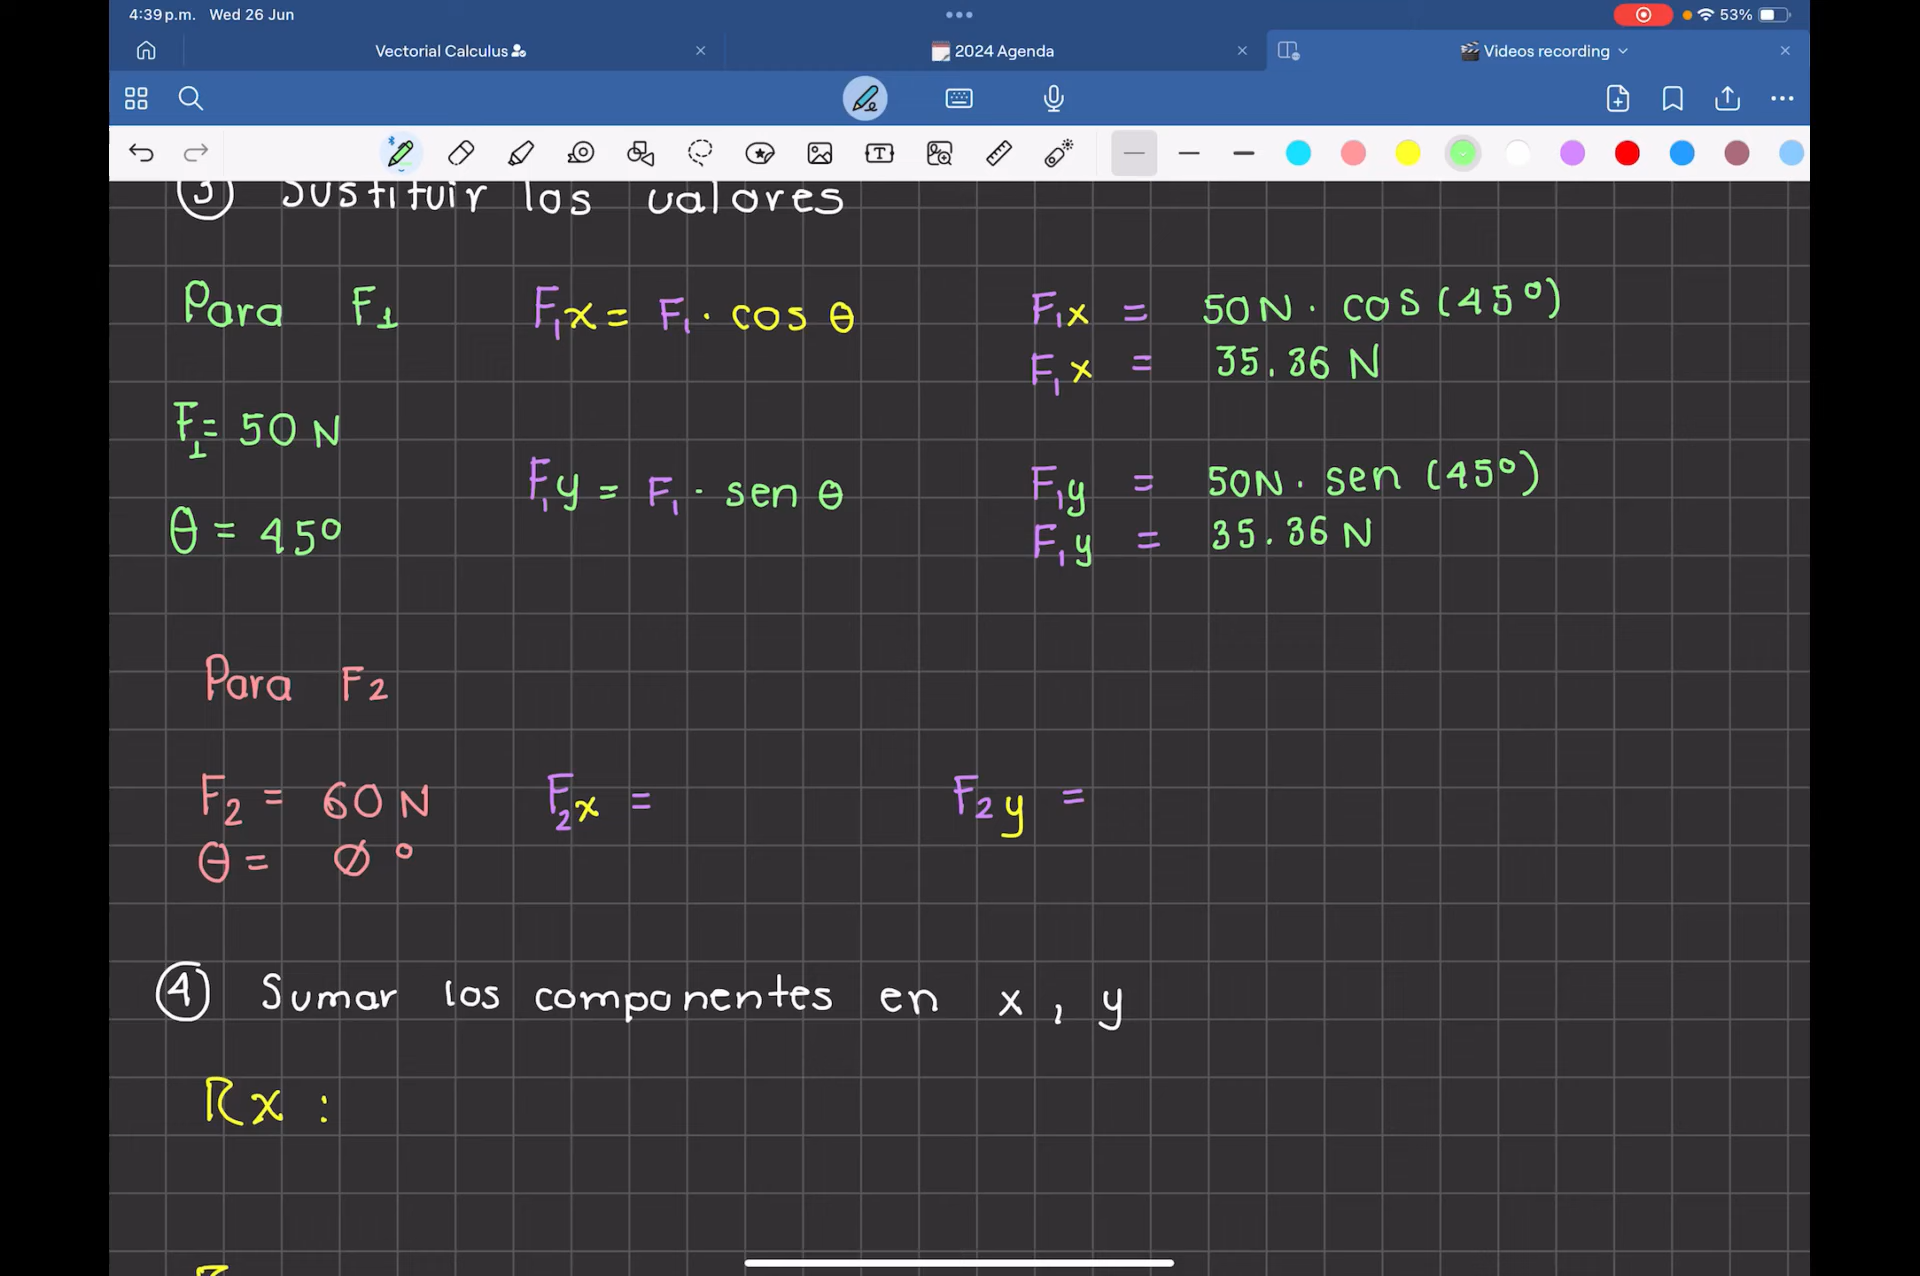 4:39 p.m. Wed 26 Jun
53%
Vectorial Calculus
2024 Agenda
Videos recording
③ Sustituir los valores
Para F₁
F₁x = F₁ · cos θ
F₁x = 50N · cos (45°)
F₁x = 35.36 N
F₁ = 50 N
F₁y = F₁ · sen θ
F₁y = 50N · sen (45°)
θ = 45°
F₁y = 35.36 N
Para F₂
F₂ = 60 N
F₂x =
F₂y =
θ = Ø °
④ Sumar los componentes en x, y
Rx :